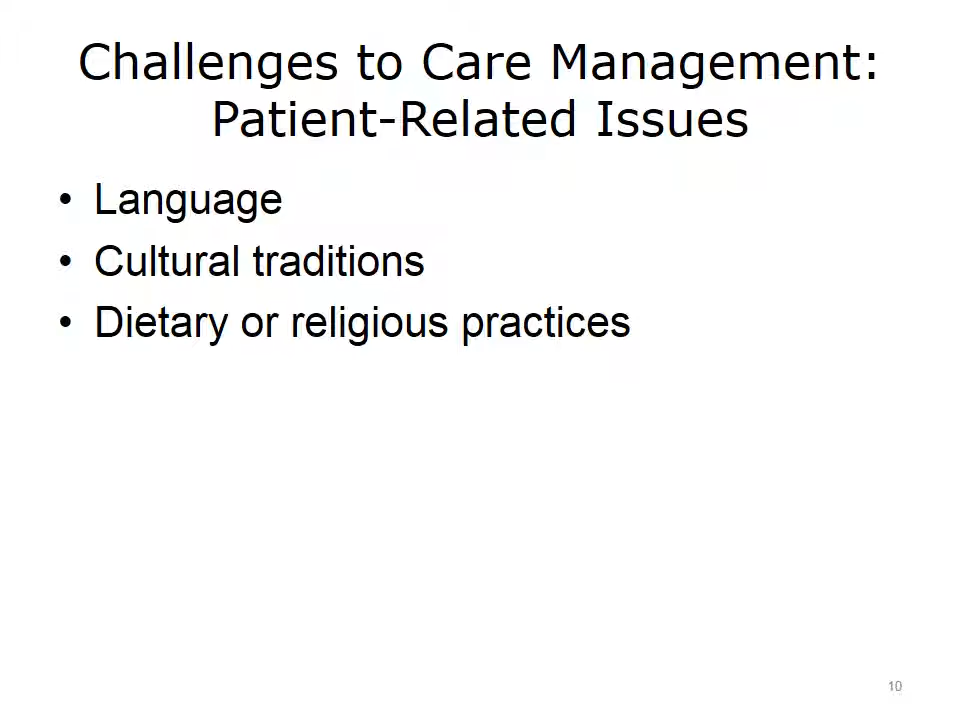 Challenges to Care Management:
Patient-Related Issues
• Language
• Cultural traditions
• Dietary or religious practices
10